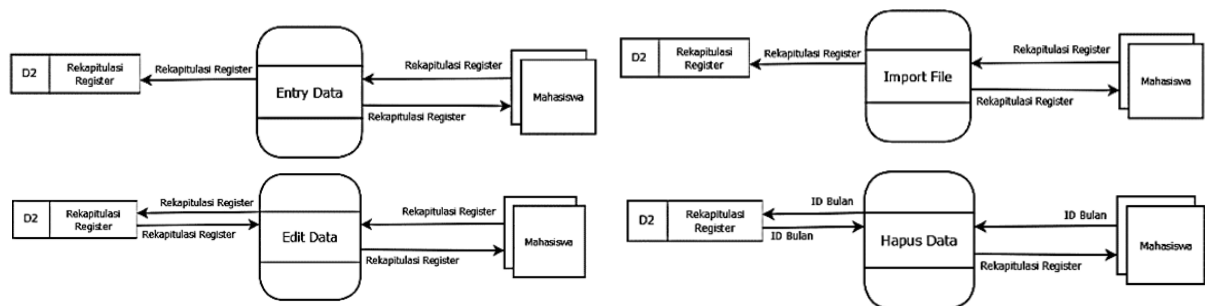 D2
Rekapitulasi
Register
Rekapitulasi Register
Entry Data
Rekapitulasi Register
Rekapitulasi Register
Mahasiswa
D2
Rekapitulasi
Register
Rekapitulasi Register
Import File
Rekapitulasi Register
Rekapitulasi Register
Mahasiswa
D2
Rekapitulasi
Register
Rekapitulasi Register
Rekapitulasi Register
Edit Data
Rekapitulasi Register
Rekapitulasi Register
Mahasiswa
D2
Rekapitulasi
Register
ID Bulan
ID Bulan
Hapus Data
ID Bulan
Rekapitulasi Register
Mahasiswa